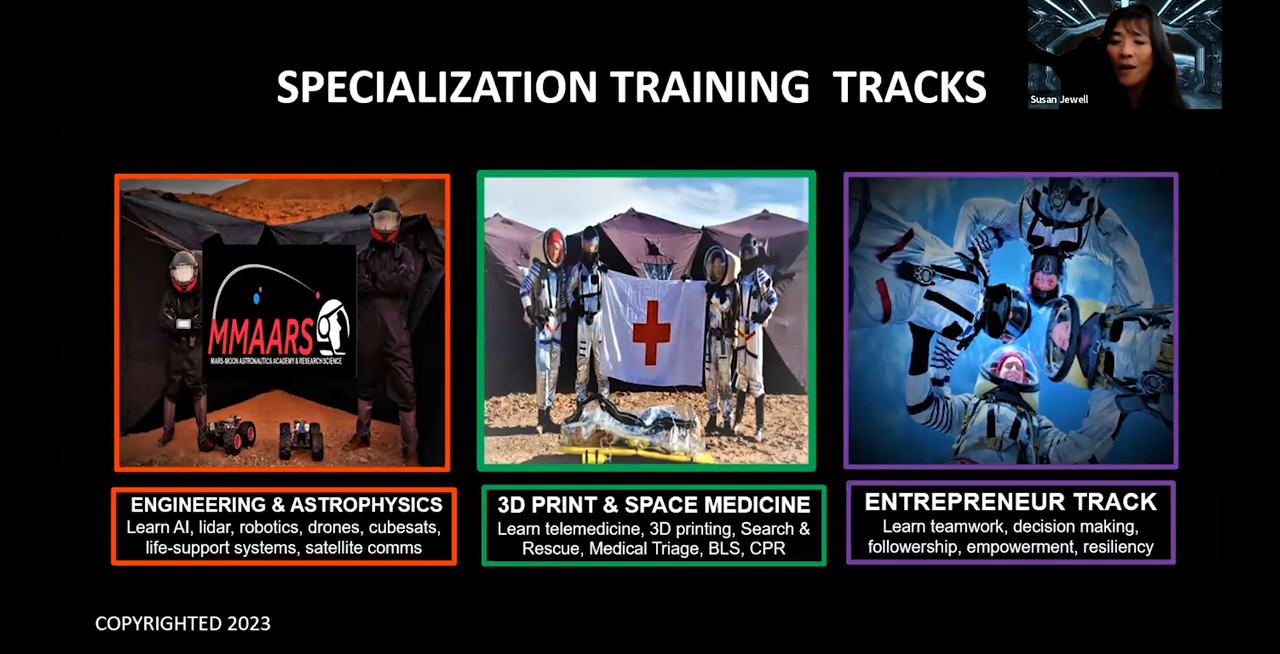 SPECIALIZATION TRAINING TRACKS
Susan Jewell
MMAARS
MARS-MOON ASTRONAUTICS ACADEMY & RESEARCH SCIENCE
ENGINEERING & ASTROPHYSICS
Learn AI, lidar, robotics, drones, cubesats,
life-support systems, satellite comms
3D PRINT & SPACE MEDICINE
Learn telemedicine, 3D printing, Search &
Rescue, Medical Triage, BLS, CPR
ENTREPRENEUR TRACK
Learn teamwork, decision making,
followership, empowerment, resiliency
COPYRIGHTED 2023